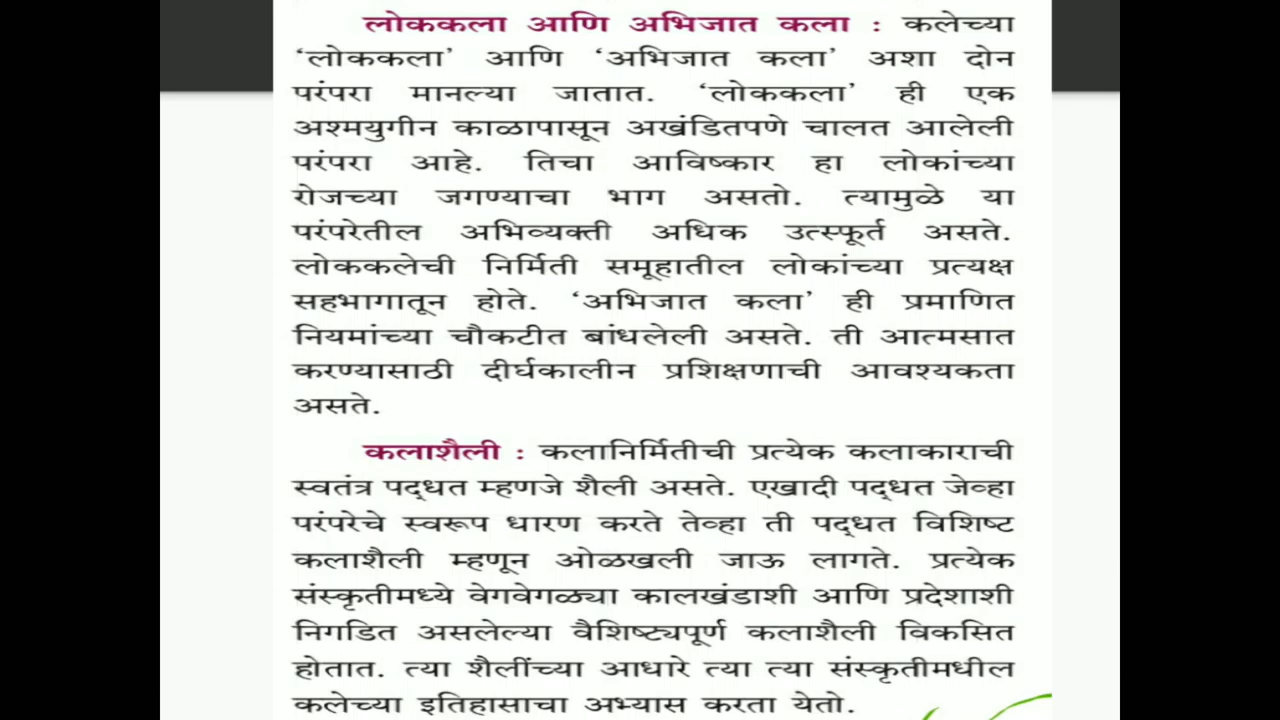 लोककला आणि अभिजात कला : कलेच्या
‘लोककला’ आणि ‘अभिजात कला’ अशा दोन
परंपरा मानल्या जातात. ‘लोककला’ ही एक
अश्मयुगीन काळापासून अखंडितपणे चालत आलेली
परंपरा आहे. तिचा आविष्कार हा लोकांच्या
रोजच्या जगण्याचा भाग असतो. त्यामुळे या
परंपरेतील अभिव्यक्ती अधिक उत्स्फूर्त असते.
लोककलेची निर्मिती समूहातील लोकांच्या प्रत्यक्ष
सहभागातून होते. ‘अभिजात कला’ ही प्रमाणित
नियमांच्या चौकटीत बांधलेली असते. ती आत्मसात
करण्यासाठी दीर्घकालीन प्रशिक्षणाची आवश्यकता
असते.
कलाशैली : कलानिर्मितीची प्रत्येक कलाकाराची
स्वतंत्र पद्धत म्हणजे शैली असते. एखादी पद्धत जेव्हा
परंपरेचे स्वरूप धारण करते तेव्हा ती पद्धत विशिष्ट
कलाशैली म्हणून ओळखली जाऊ लागते. प्रत्येक
संस्कृतीमध्ये वेगवेगळ्या कालखंडाशी आणि प्रदेशाशी
निगडित असलेल्या वैशिष्ट्यपूर्ण कलाशैली विकसित
होतात. त्या शैलींच्या आधारे त्या त्या संस्कृतीमधील
कलेच्या इतिहासाचा अभ्यास करता येतो.